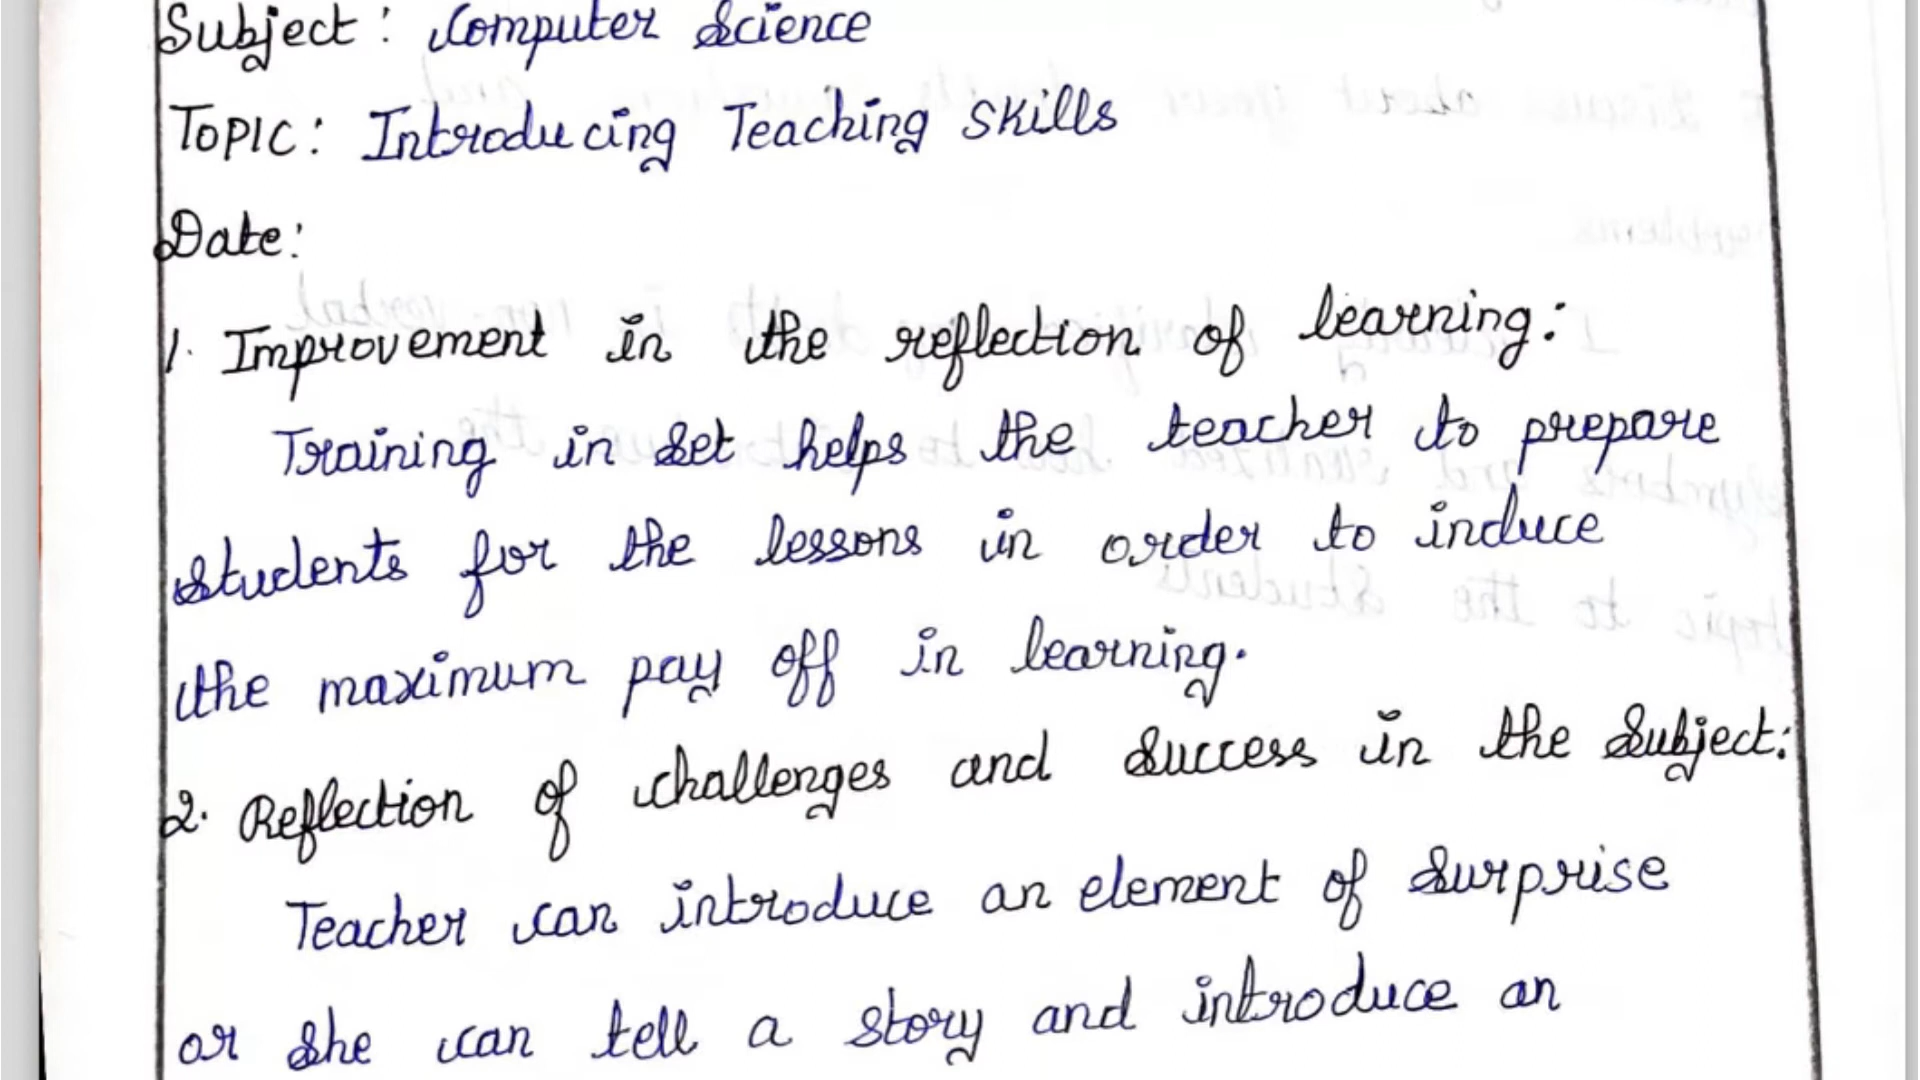 Subject: Computer Science
TOPIC: Introducing Teaching Skills
Date:
1. Improvement in the reflection of learning:
Training in set helps the teacher to prepare
students for the lessons in order to induce
the maximum pay off in learning.
2. Reflection of challenges and success in the subject:
Teacher can introduce an element of surprise
or she can tell a story and introduce an